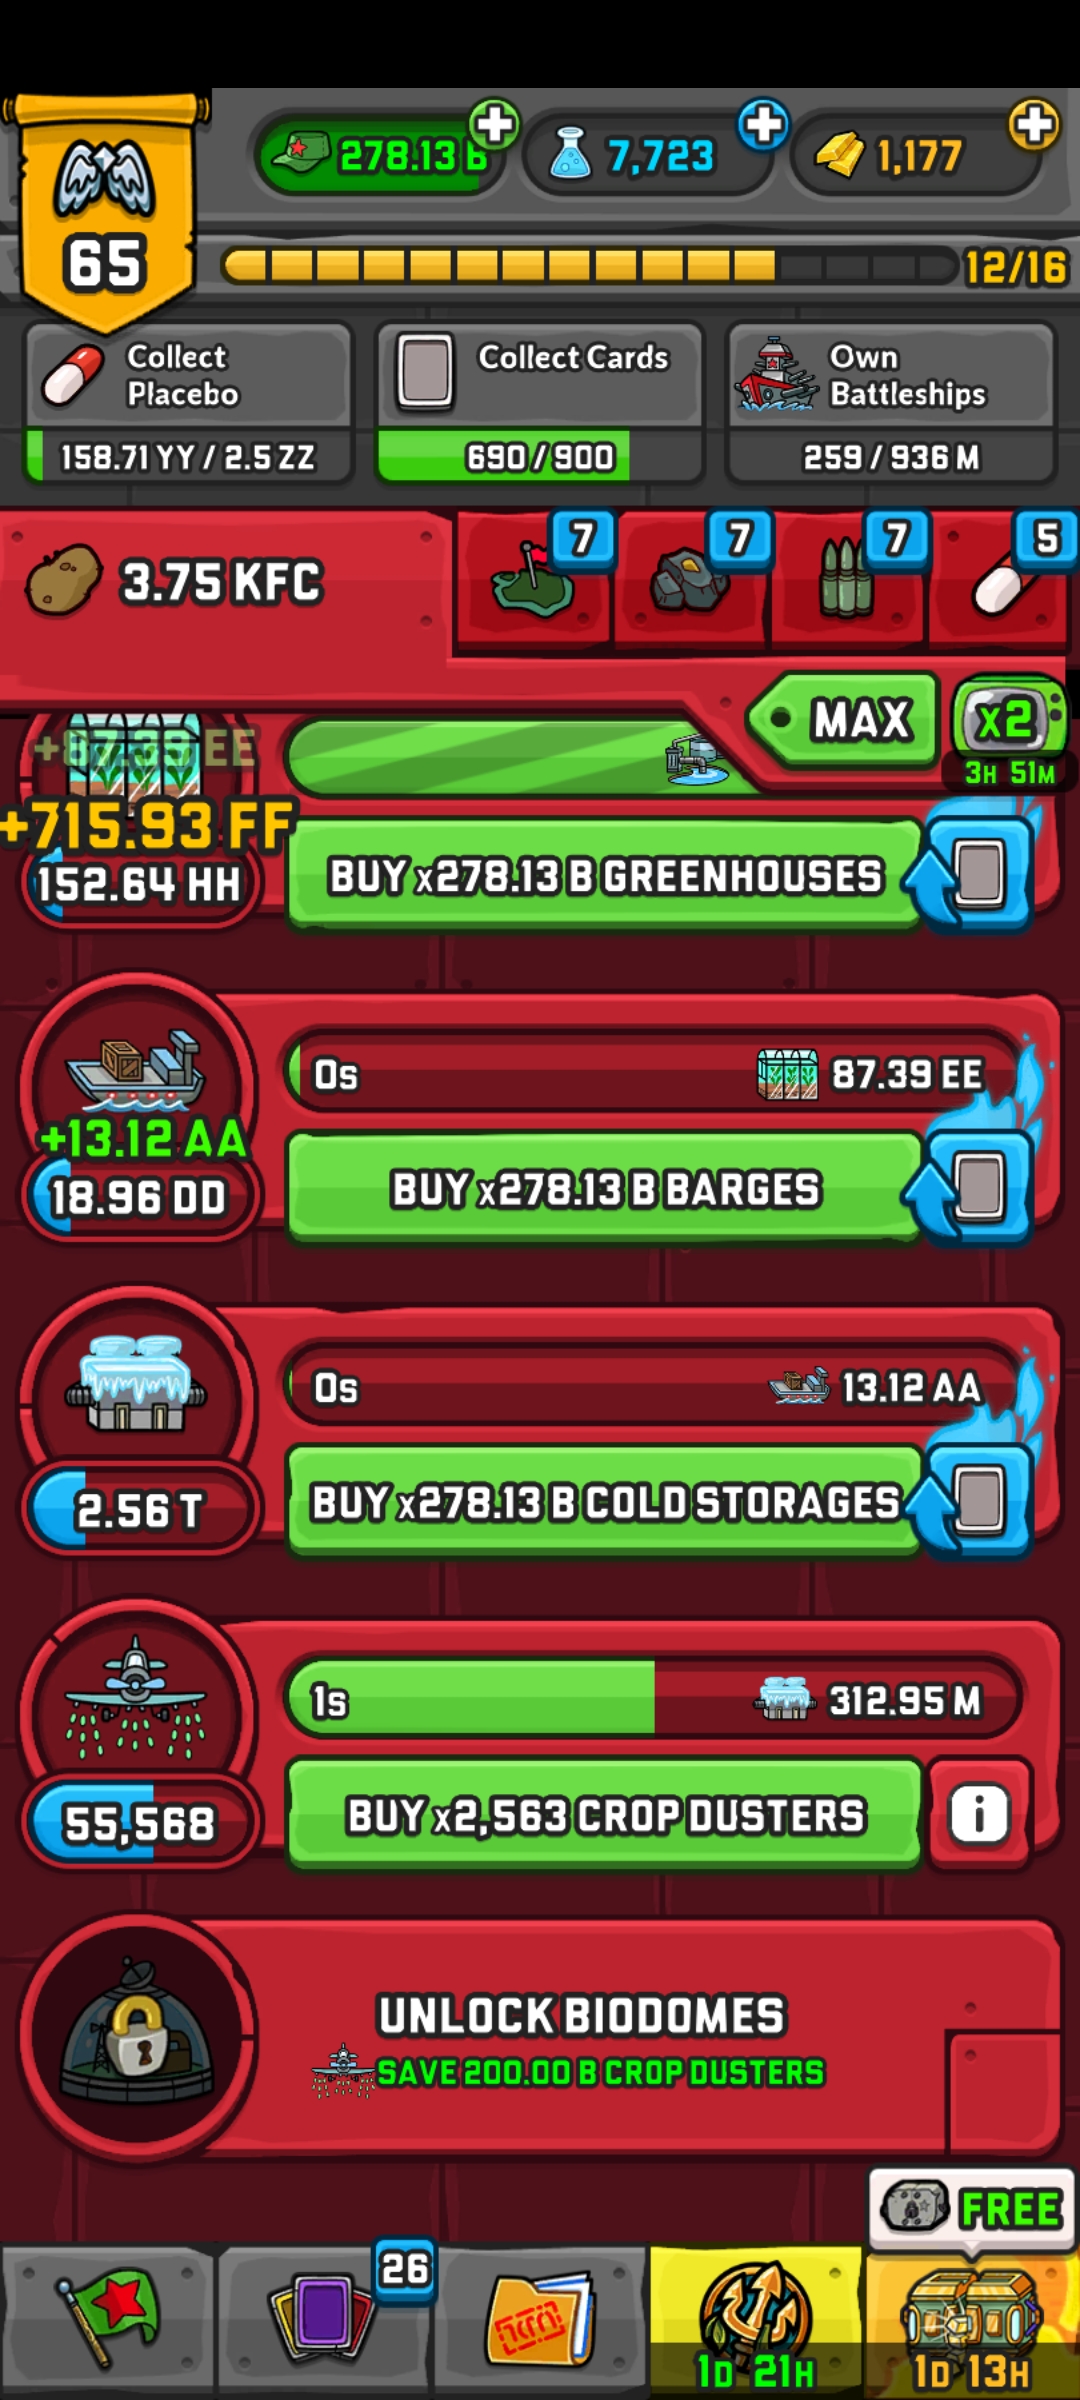 65
278.13 B
7,723
1,177
12/16
Collect
Placebo
158.71 YY / 2.5 ZZ
Collect Cards
690 / 900
Own
Battleships
259 / 936 M
3.75 KFC
7
7
7
5
MAX
x2
3H 51M
+87.39 EE
+715.93 FF
152.64 HH
BUY x278.13 B GREENHOUSES
0s
87.39 EE
+13.12 AA
18.96 DD
BUY x278.13 B BARGES
0s
13.12 AA
2.56 T
BUY x278.13 B COLD STORAGES
1s
312.95 M
55,568
BUY x2,563 CROP DUSTERS
i
UNLOCK BIODOMES
SAVE 200.00 B CROP DUSTERS
FREE
26
1D 21H
1D 13H